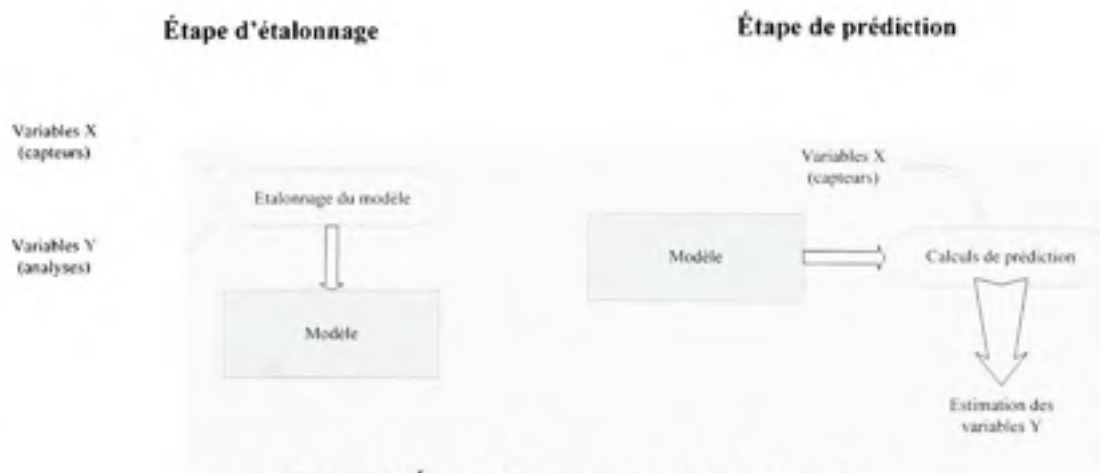 Étape d'étalonnage
Variables X
(capteurs)
Etalonnage du modèle
Variables Y
(analyses)
Modèle
Étape de prédiction
Variables X
(capteurs)
Modèle
Calculs de prédiction
Estimation des
variables Y